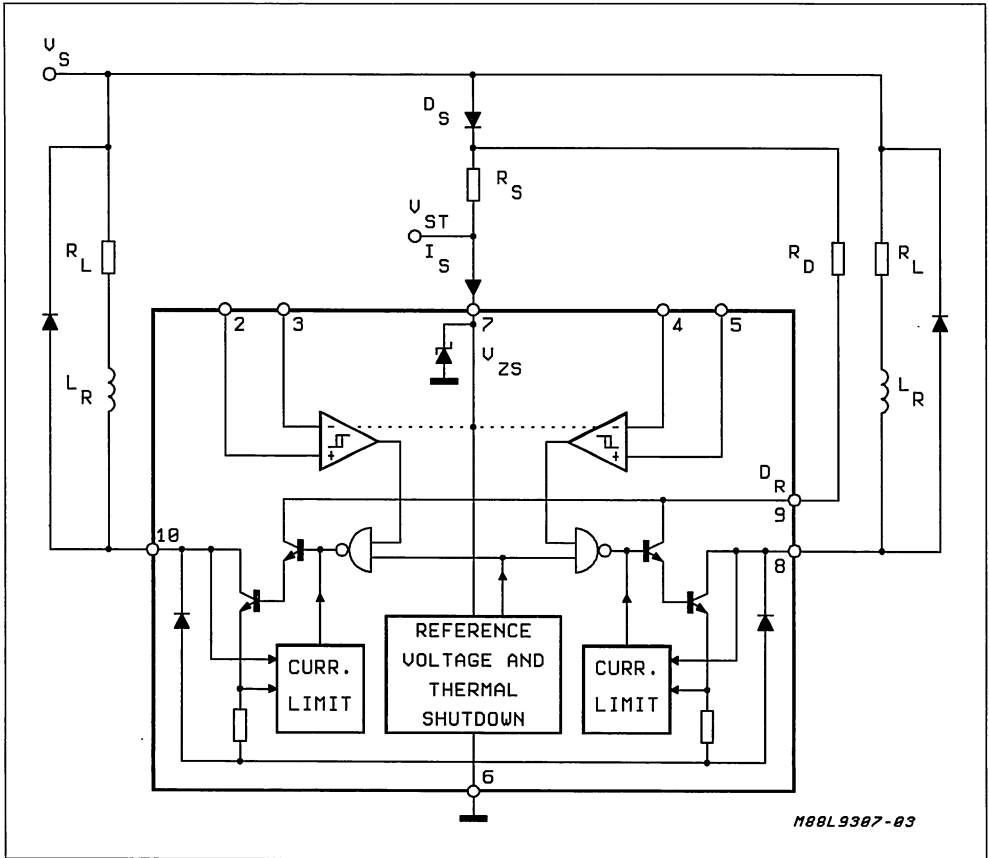 V S
D S
R S
V ST
I S
R L
R D
R L
2 3 7 4 5
V ZS
L R
L R
- -
+ +
D R
9
10
8
REFERENCE
VOLTAGE AND
THERMAL
SHUTDOWN
CURR.
LIMIT
CURR.
LIMIT
6
M88L9307-03